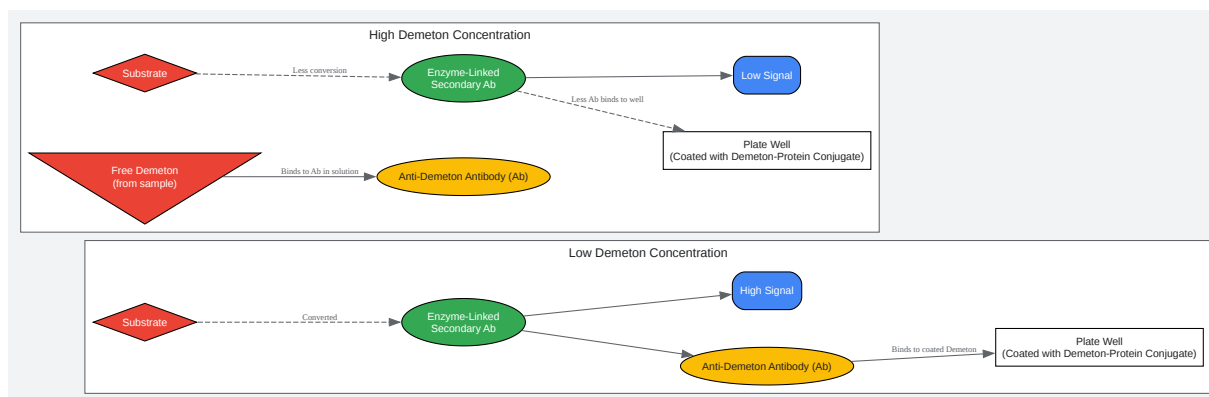 High Demeton Concentration
Substrate
Less conversion
Enzyme-Linked
Secondary Ab
Low Signal
Less Ab binds to well
Plate Well
(Coated with Demeton-Protein Conjugate)
Free Demeton
(from sample)
Binds to Ab in solution
Anti-Demeton Antibody (Ab)
Low Demeton Concentration
Substrate
Converted
Enzyme-Linked
Secondary Ab
High Signal
Anti-Demeton Antibody (Ab)
Binds to coated Demeton
Plate Well
(Coated with Demeton-Protein Conjugate)